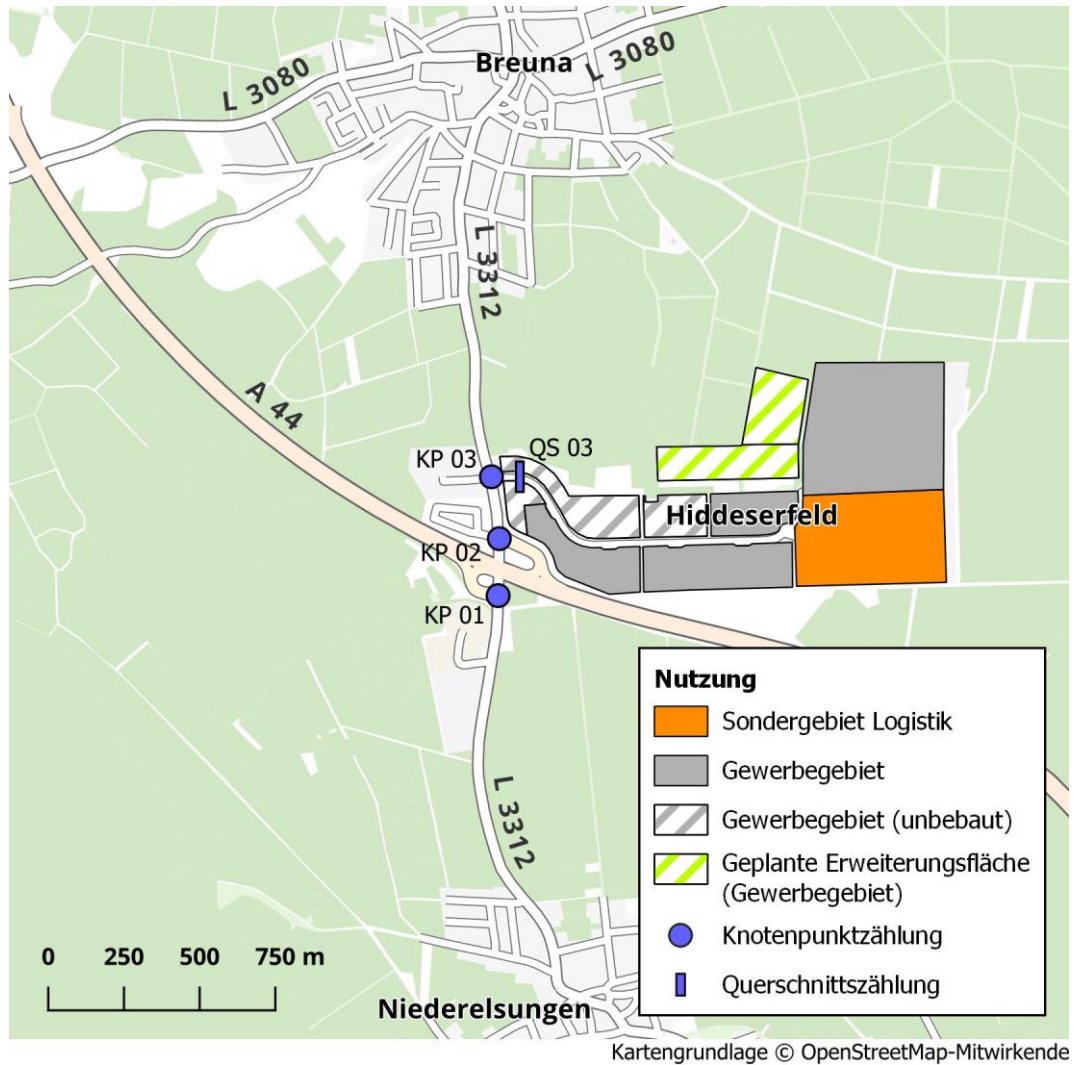 L 3080
Breuna
L 3080
L 3312
A 44
KP 03
QS 03
Hiddeserfeld
KP 02
KP 01
L 3312
Niederelsungen
0 250 500 750 m
Nutzung
Sondergebiet Logistik
Gewerbegebiet
Gewerbegebiet (unbebaut)
Geplante Erweiterungsfläche
(Gewerbegebiet)
Knotenpunktzählung
Querschnittszählung
Kartengrundlage © OpenStreetMap-Mitwirkende